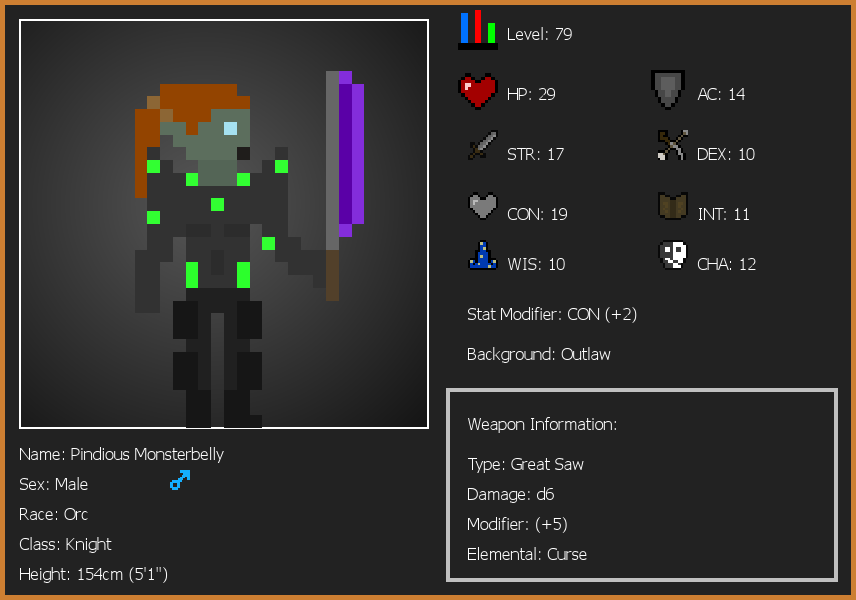 Level: 79
HP: 29
AC: 14
STR: 17
DEX: 10
CON: 19
INT: 11
WIS: 10
CHA: 12
Stat Modifier: CON (+2)
Background: Outlaw
Weapon Information:
Type: Great Saw
Damage: d6
Modifier: (+5)
Elemental: Curse
Name: Pindious Monsterbelly
Sex: Male
Race: Orc
Class: Knight
Height: 154cm (5'1")